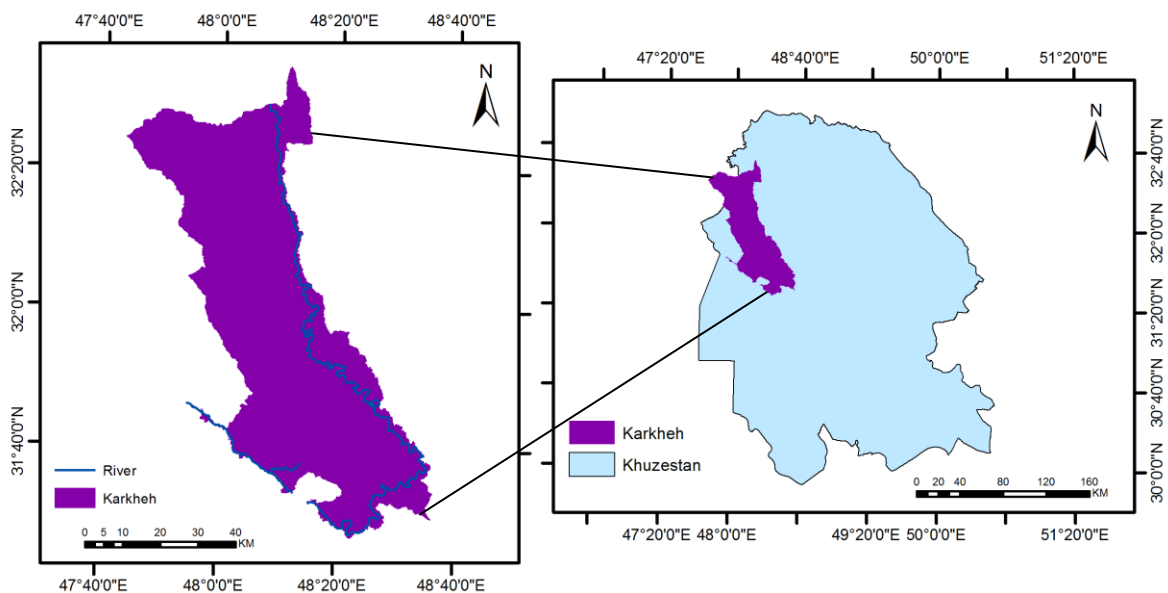 47°40'0"E 48°0'0"E 48°20'0"E 48°40'0"E
N
32°20'0"N
32°0'0"N
31°40'0"N
River
Karkheh
0 5 10 20 30 40
KM
47°40'0"E 48°0'0"E 48°20'0"E 48°40'0"E
47°20'0"E 48°40'0"E 50°0'0"E 51°20'0"E
N
32°40'0"N
32°0'0"N
31°20'0"N
30°40'0"N
30°0'0"N
Karkheh
Khuzestan
0 20 40 80 120 160
KM
47°20'0"E 48°0'0"E 49°20'0"E 50°0'0"E 51°20'0"E